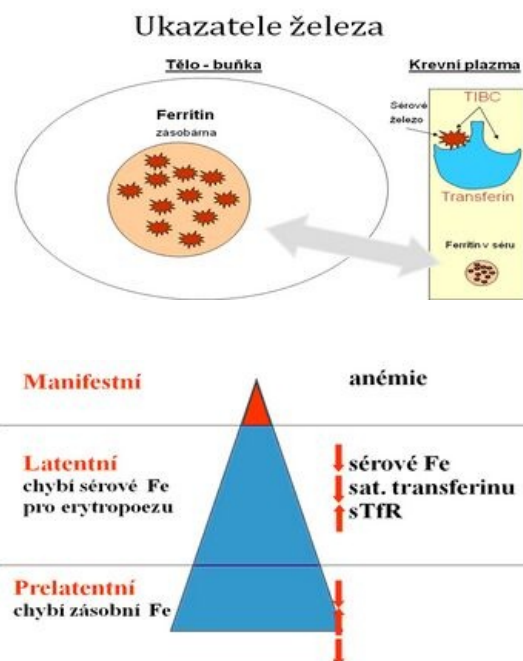 Ukazatele železa
Tělo - buňka
Ferritin
zásobárna
Krevní plazma
TIBC
Sérové
železo
Transferin
Ferritin v séru
Manifestní
anémie
Latentní
chybí sérové Fe
pro erytropoezu
sérové Fe
sat. transferinu
sTfR
Prelatentní
chybí zásobní Fe